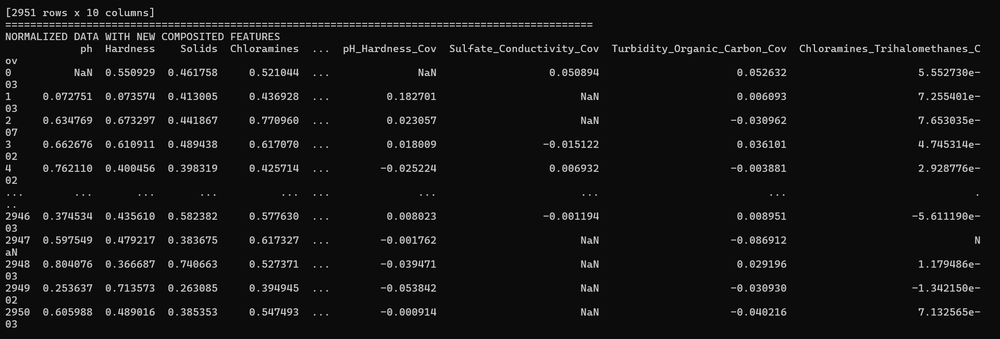 [2951 rows x 10 columns]
==============================================================================================
NORMALIZED DATA WITH NEW COMPOSITED FEATURES
            ph  Hardness    Solids  Chloramines  ...  pH_Hardness_Cov  Sulfate_Conductivity_Cov  Turbidity_Organic_Carbon_Cov  Chloramines_Trihalomethanes_C
ov
0          NaN  0.550929  0.461758     0.521044  ...              NaN                  0.050894                      0.052632                     5.552730e-
03
1     0.072751  0.073574  0.413005     0.436928  ...         0.182701                       NaN                      0.006093                     7.255401e-
03
2     0.634769  0.673297  0.441867     0.770960  ...         0.023057                       NaN                     -0.030962                     7.653035e-
07
3     0.662676  0.610911  0.489438     0.617070  ...         0.018009                 -0.015122                      0.036101                     4.745314e-
02
4     0.762110  0.400456  0.398319     0.425714  ...        -0.025224                  0.006932                     -0.003881                     2.928776e-
02
...        ...       ...       ...          ...  ...              ...                       ...                           ...                              .
..
2946  0.374534  0.435610  0.582382     0.577630  ...         0.008023                 -0.001194                      0.008951                    -5.611190e-
03
2947  0.597549  0.479217  0.383675     0.617327  ...        -0.001762                       NaN                     -0.086912                              N
aN
2948  0.804076  0.366687  0.740663     0.527371  ...        -0.039471                       NaN                      0.029196                     1.179486e-
03
2949  0.253637  0.713573  0.263085     0.394945  ...        -0.053842                       NaN                     -0.030930                    -1.342150e-
02
2950  0.605988  0.489016  0.385353     0.547493  ...        -0.000914                       NaN                     -0.040216                     7.132565e-
03